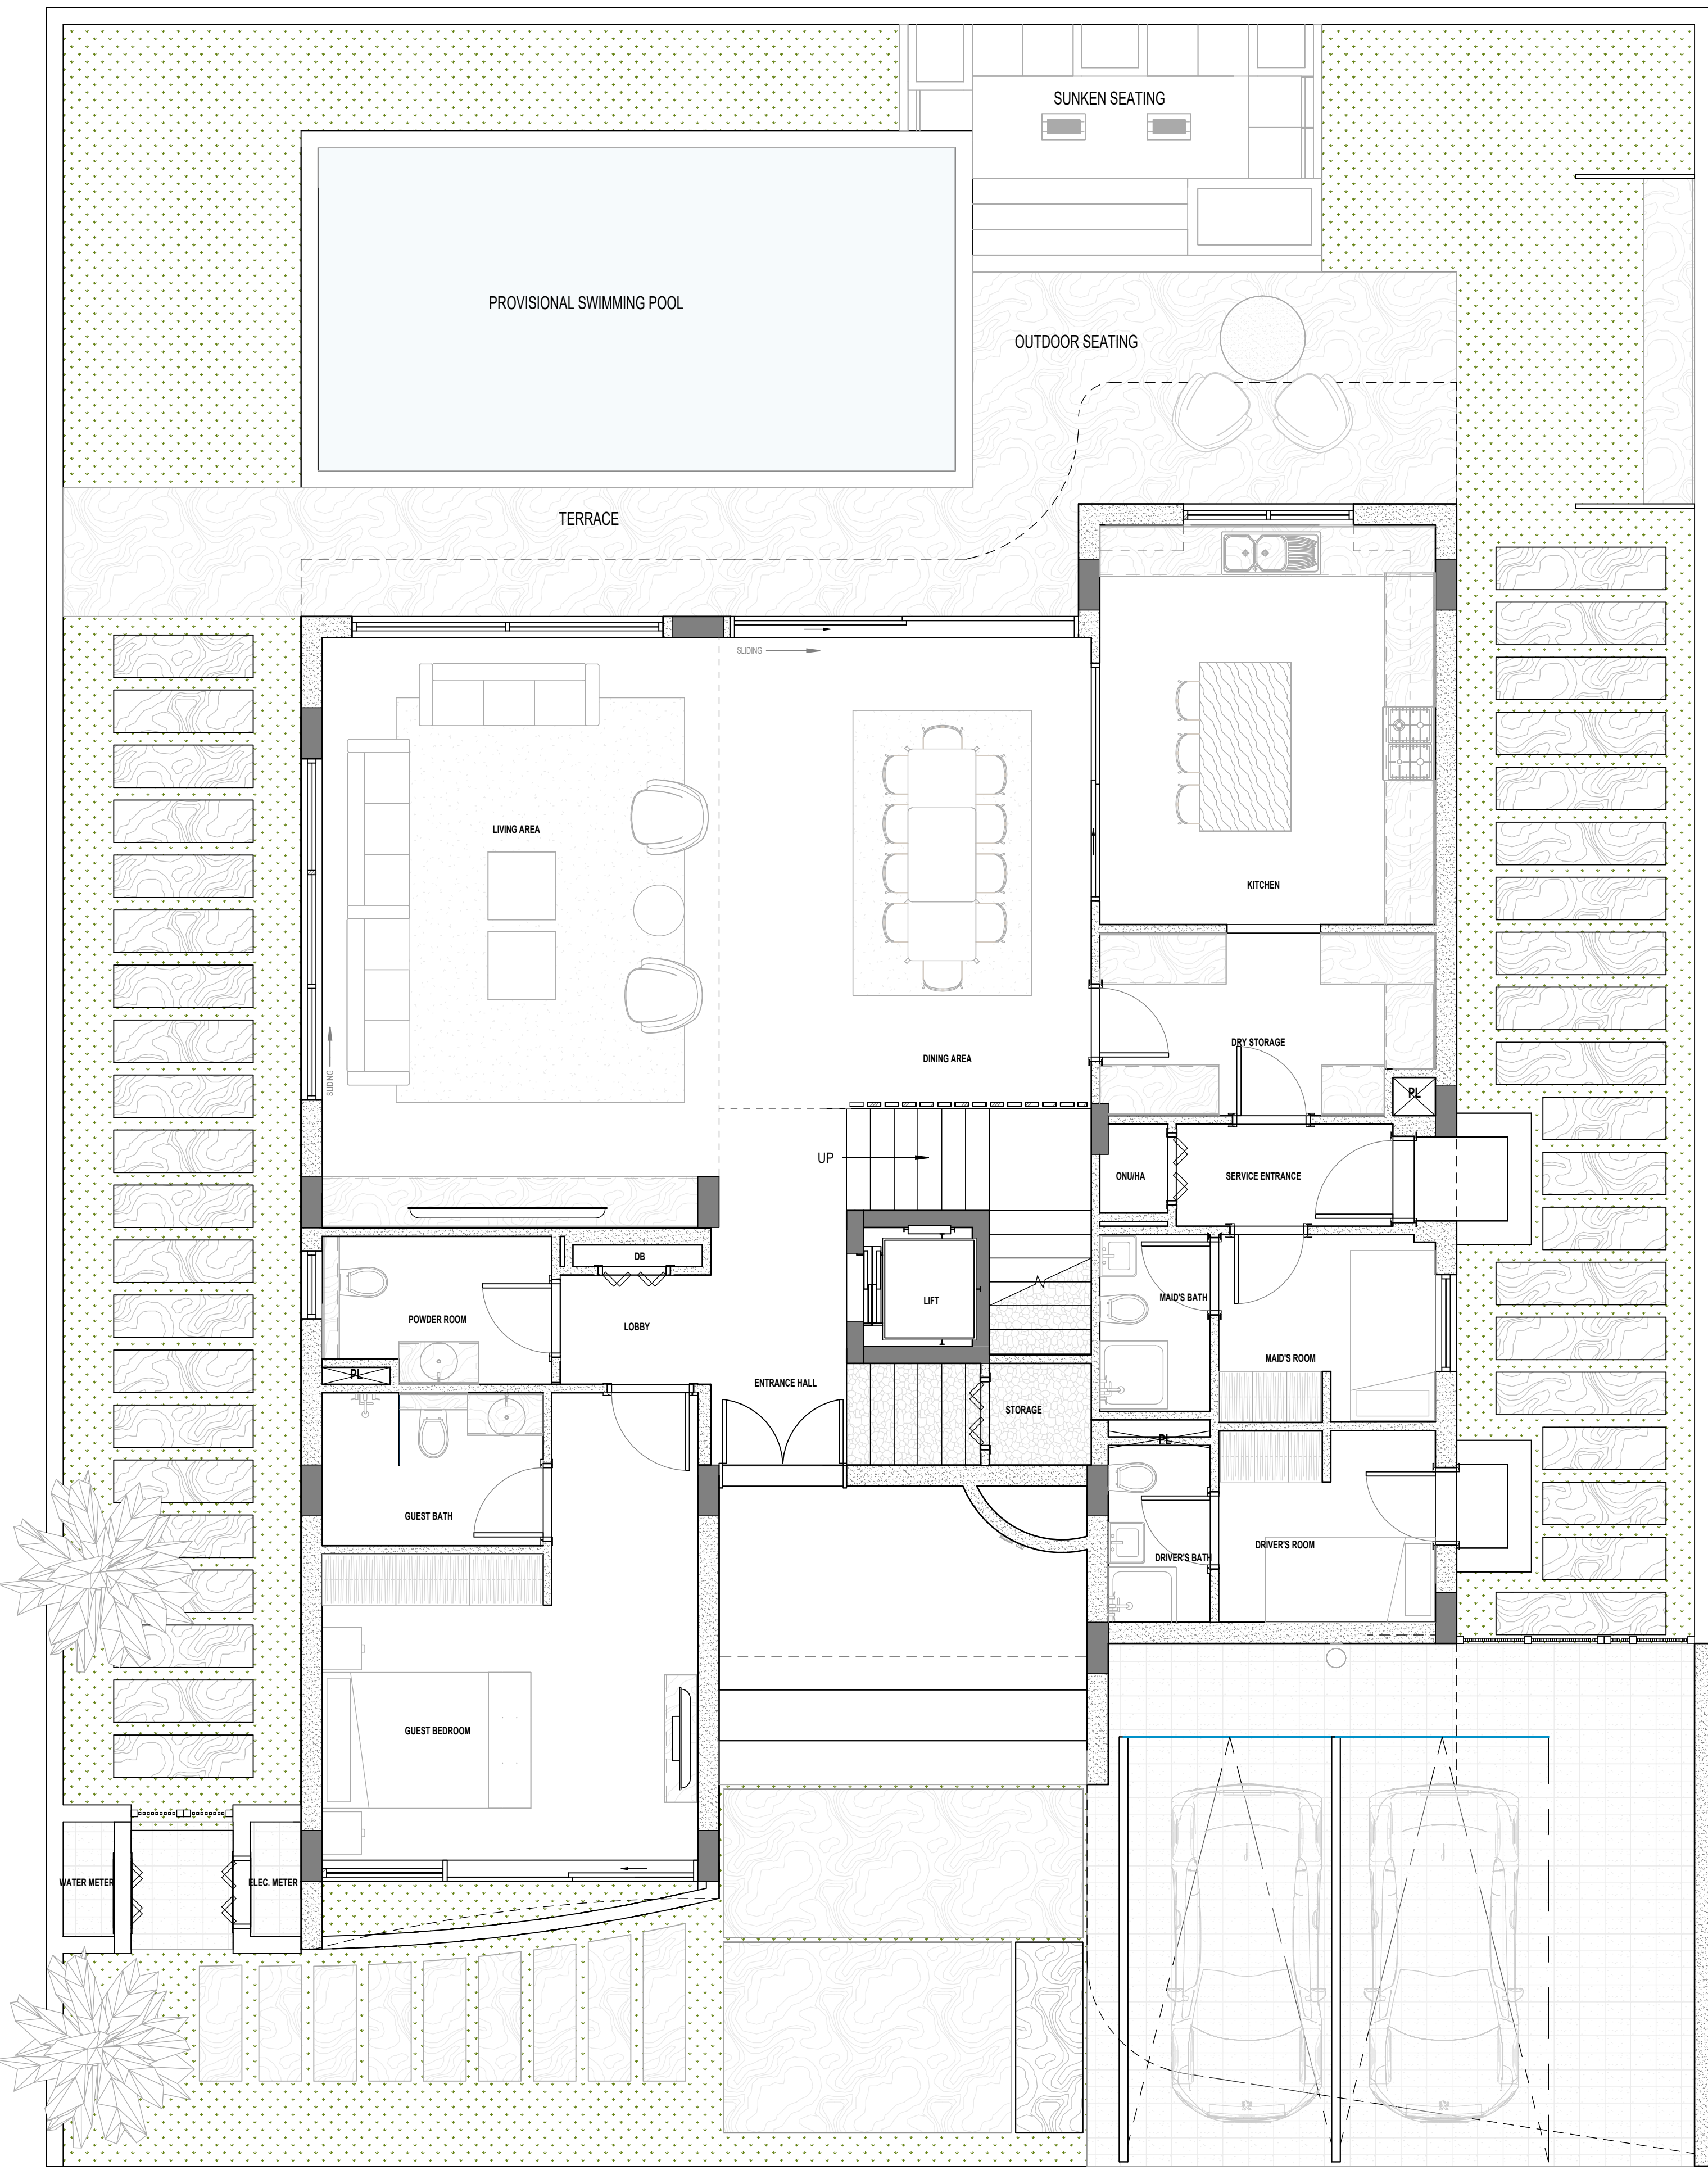 SUNKEN SEATING
PROVISIONAL SWIMMING POOL
OUTDOOR SEATING
TERRACE
SLIDING
LIVING AREA
KITCHEN
DRY STORAGE
DINING AREA
SLIDING
PL
UP
ONU/HA
SERVICE ENTRANCE
DB
MAID'S BATH
LIFT
POWDER ROOM
LOBBY
MAID'S ROOM
PL
ENTRANCE HALL
STORAGE
PL
GUEST BATH
DRIVER'S ROOM
DRIVER'S BATH
GUEST BEDROOM
WATER METER
ELEC. METER